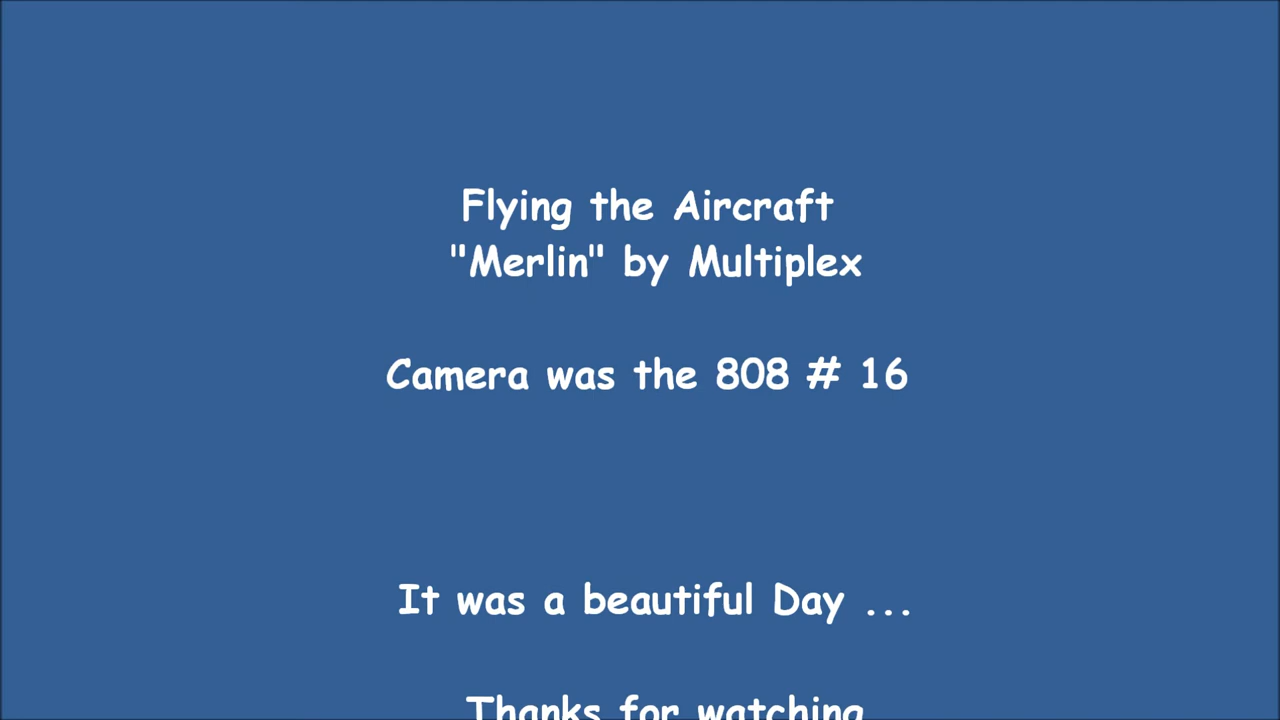 Flying the Aircraft
"Merlin" by Multiplex
Camera was the 808 # 16
It was a beautiful Day ...
Thanks for watching